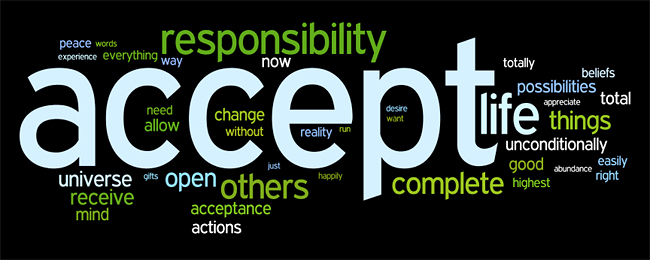 responsibility
peace
words
experience
everything
way
now
accept
totally
beliefs
possibilities
appreciate
total
life
things
need
allow
change
without
reality
run
desire
want
unconditionally
good
abundance
easily
right
highest
complete
universe
gifts
open
others
just
happily
receive
mind
acceptance
actions